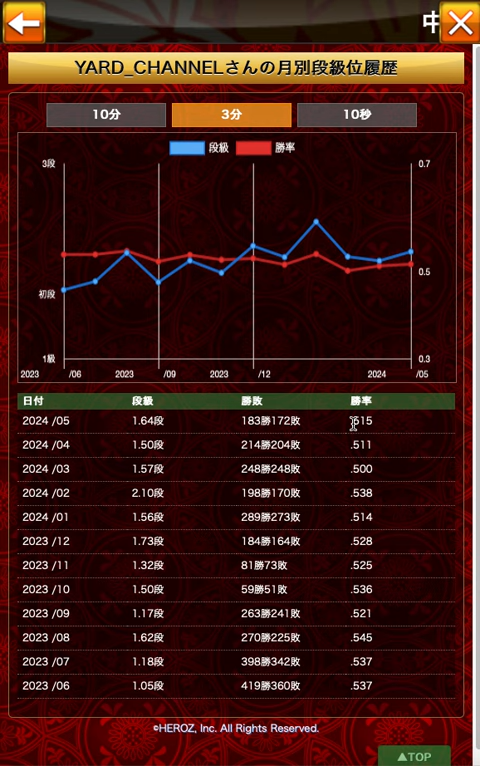 中
YARD_CHANNELさんの月別段級位履歴
10分 3分 10秒
段級 勝率
3段 0.7
初段 0.5
1級 0.3
2023 /06 2023 /09 2023 /12 2024 /05
日付 段級 勝敗 勝率
2024 /05 1.64段 183勝172敗 .515
2024 /04 1.50段 214勝204敗 .511
2024 /03 1.57段 248勝248敗 .500
2024 /02 2.10段 198勝170敗 .538
2024 /01 1.56段 289勝273敗 .514
2023 /12 1.73段 184勝164敗 .528
2023 /11 1.32段 81勝73敗 .525
2023 /10 1.50段 59勝51敗 .536
2023 /09 1.17段 263勝241敗 .521
2023 /08 1.62段 270勝225敗 .545
2023 /07 1.18段 398勝342敗 .537
2023 /06 1.05段 419勝360敗 .537
©HEROZ, Inc. All Rights Reserved.
▲TOP